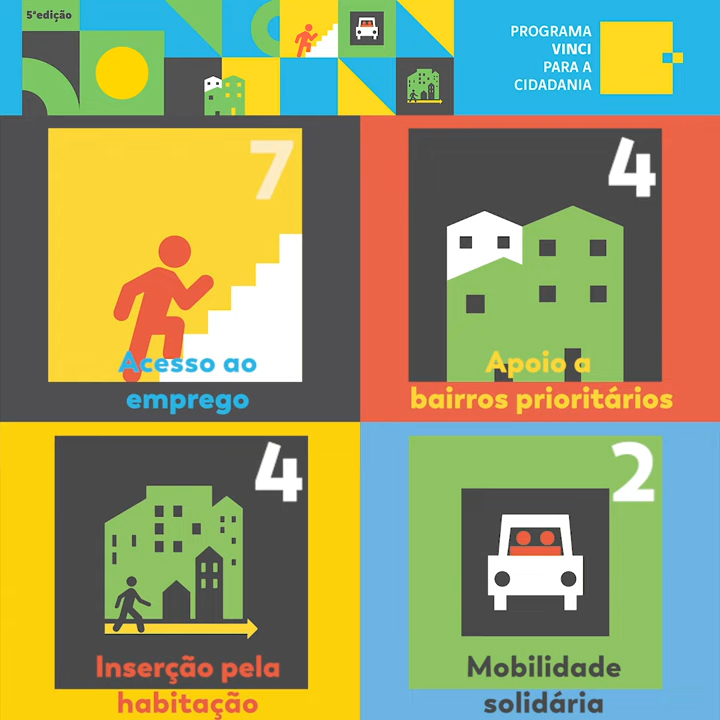 5ªedição
PROGRAMA
VINCI
PARA A
CIDADANIA
7
Acesso ao
emprego
4
Apoio a
bairros prioritários
4
Inserção pela
habitação
2
Mobilidade
solidária